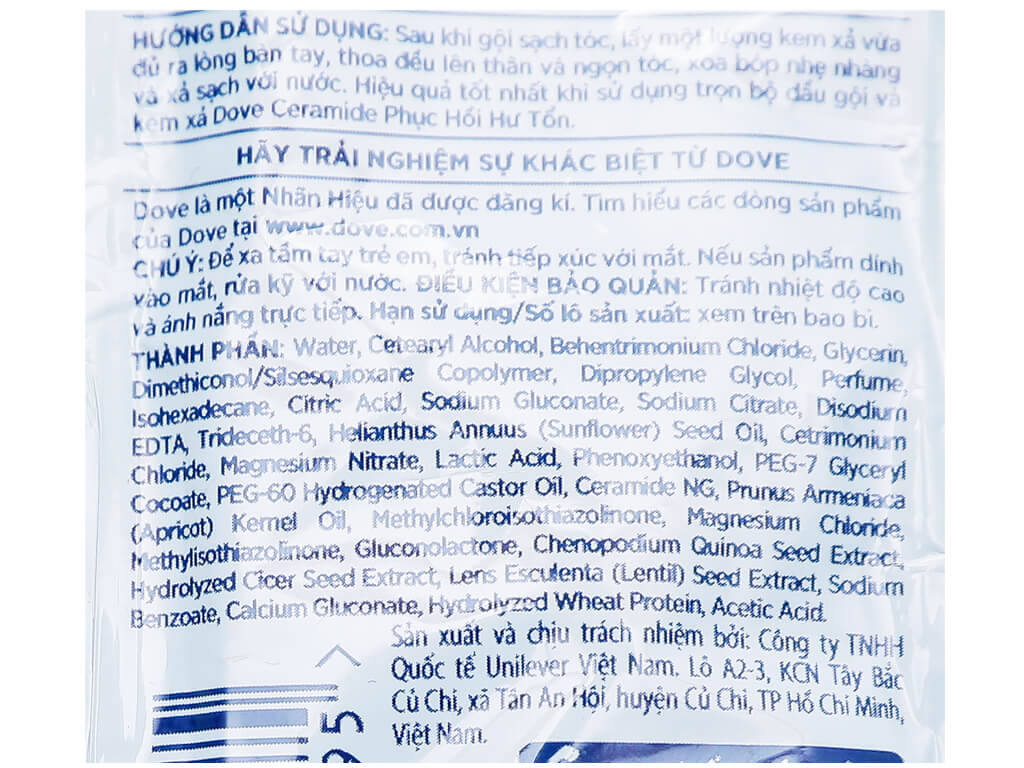 HƯỚNG DẪN SỬ DỤNG: Sau khi gội sạch tóc, lấy một lượng kem xả vừa
đủ ra lòng bàn tay, thoa đều lên thân và ngọn tóc, xoa bóp nhẹ nhàng
và xả sạch với nước. Hiệu quả tốt nhất khi sử dụng trọn bộ dầu gội và
kem xả Dove Ceramide Phục Hồi Hư Tổn.
HÃY TRẢI NGHIỆM SỰ KHÁC BIỆT TỪ DOVE
Dove là một Nhãn Hiệu đã được đăng kí. Tìm hiểu các dòng sản phẩm
của Dove tại www.dove.com.vn
CHÚ Ý: Để xa tầm tay trẻ em, tránh tiếp xúc với mắt. Nếu sản phẩm dính
vào mắt, rửa kỹ với nước. ĐIỀU KIỆN BẢO QUẢN: Tránh nhiệt độ cao
và ánh nắng trực tiếp. Hạn sử dụng/Số lô sản xuất: xem trên bao bì.
THÀNH PHẦN: Water, Cetearyl Alcohol, Behentrimonium Chloride, Glycerin,
Dimethiconol/Silsesquioxane Copolymer, Dipropylene Glycol, Perfume,
Isohexadecane, Citric Acid, Sodium Gluconate, Sodium Citrate, Disodium
EDTA, Trideceth-6, Helianthus Annuus (Sunflower) Seed Oil, Cetrimonium
Chloride, Magnesium Nitrate, Lactic Acid, Phenoxyethanol, PEG-7 Glyceryl
Cocoate, PEG-60 Hydrogenated Castor Oil, Ceramide NG, Prunus Armeniaca
(Apricot) Kernel Oil, Methylchloroisothiazolinone, Magnesium Chloride,
Methylisothiazolinone, Gluconolactone, Chenopodium Quinoa Seed Extract,
Hydrolyzed Cicer Seed Extract, Lens Esculenta (Lentil) Seed Extract, Sodium
Benzoate, Calcium Gluconate, Hydrolyzed Wheat Protein, Acetic Acid.
Sản xuất và chịu trách nhiệm bởi: Công ty TNHH
Quốc tế Unilever Việt Nam. Lô A2-3, KCN Tây Bắc
Củ Chi, xã Tân An Hội, huyện Củ Chi, TP Hồ Chí Minh,
Việt Nam.
95